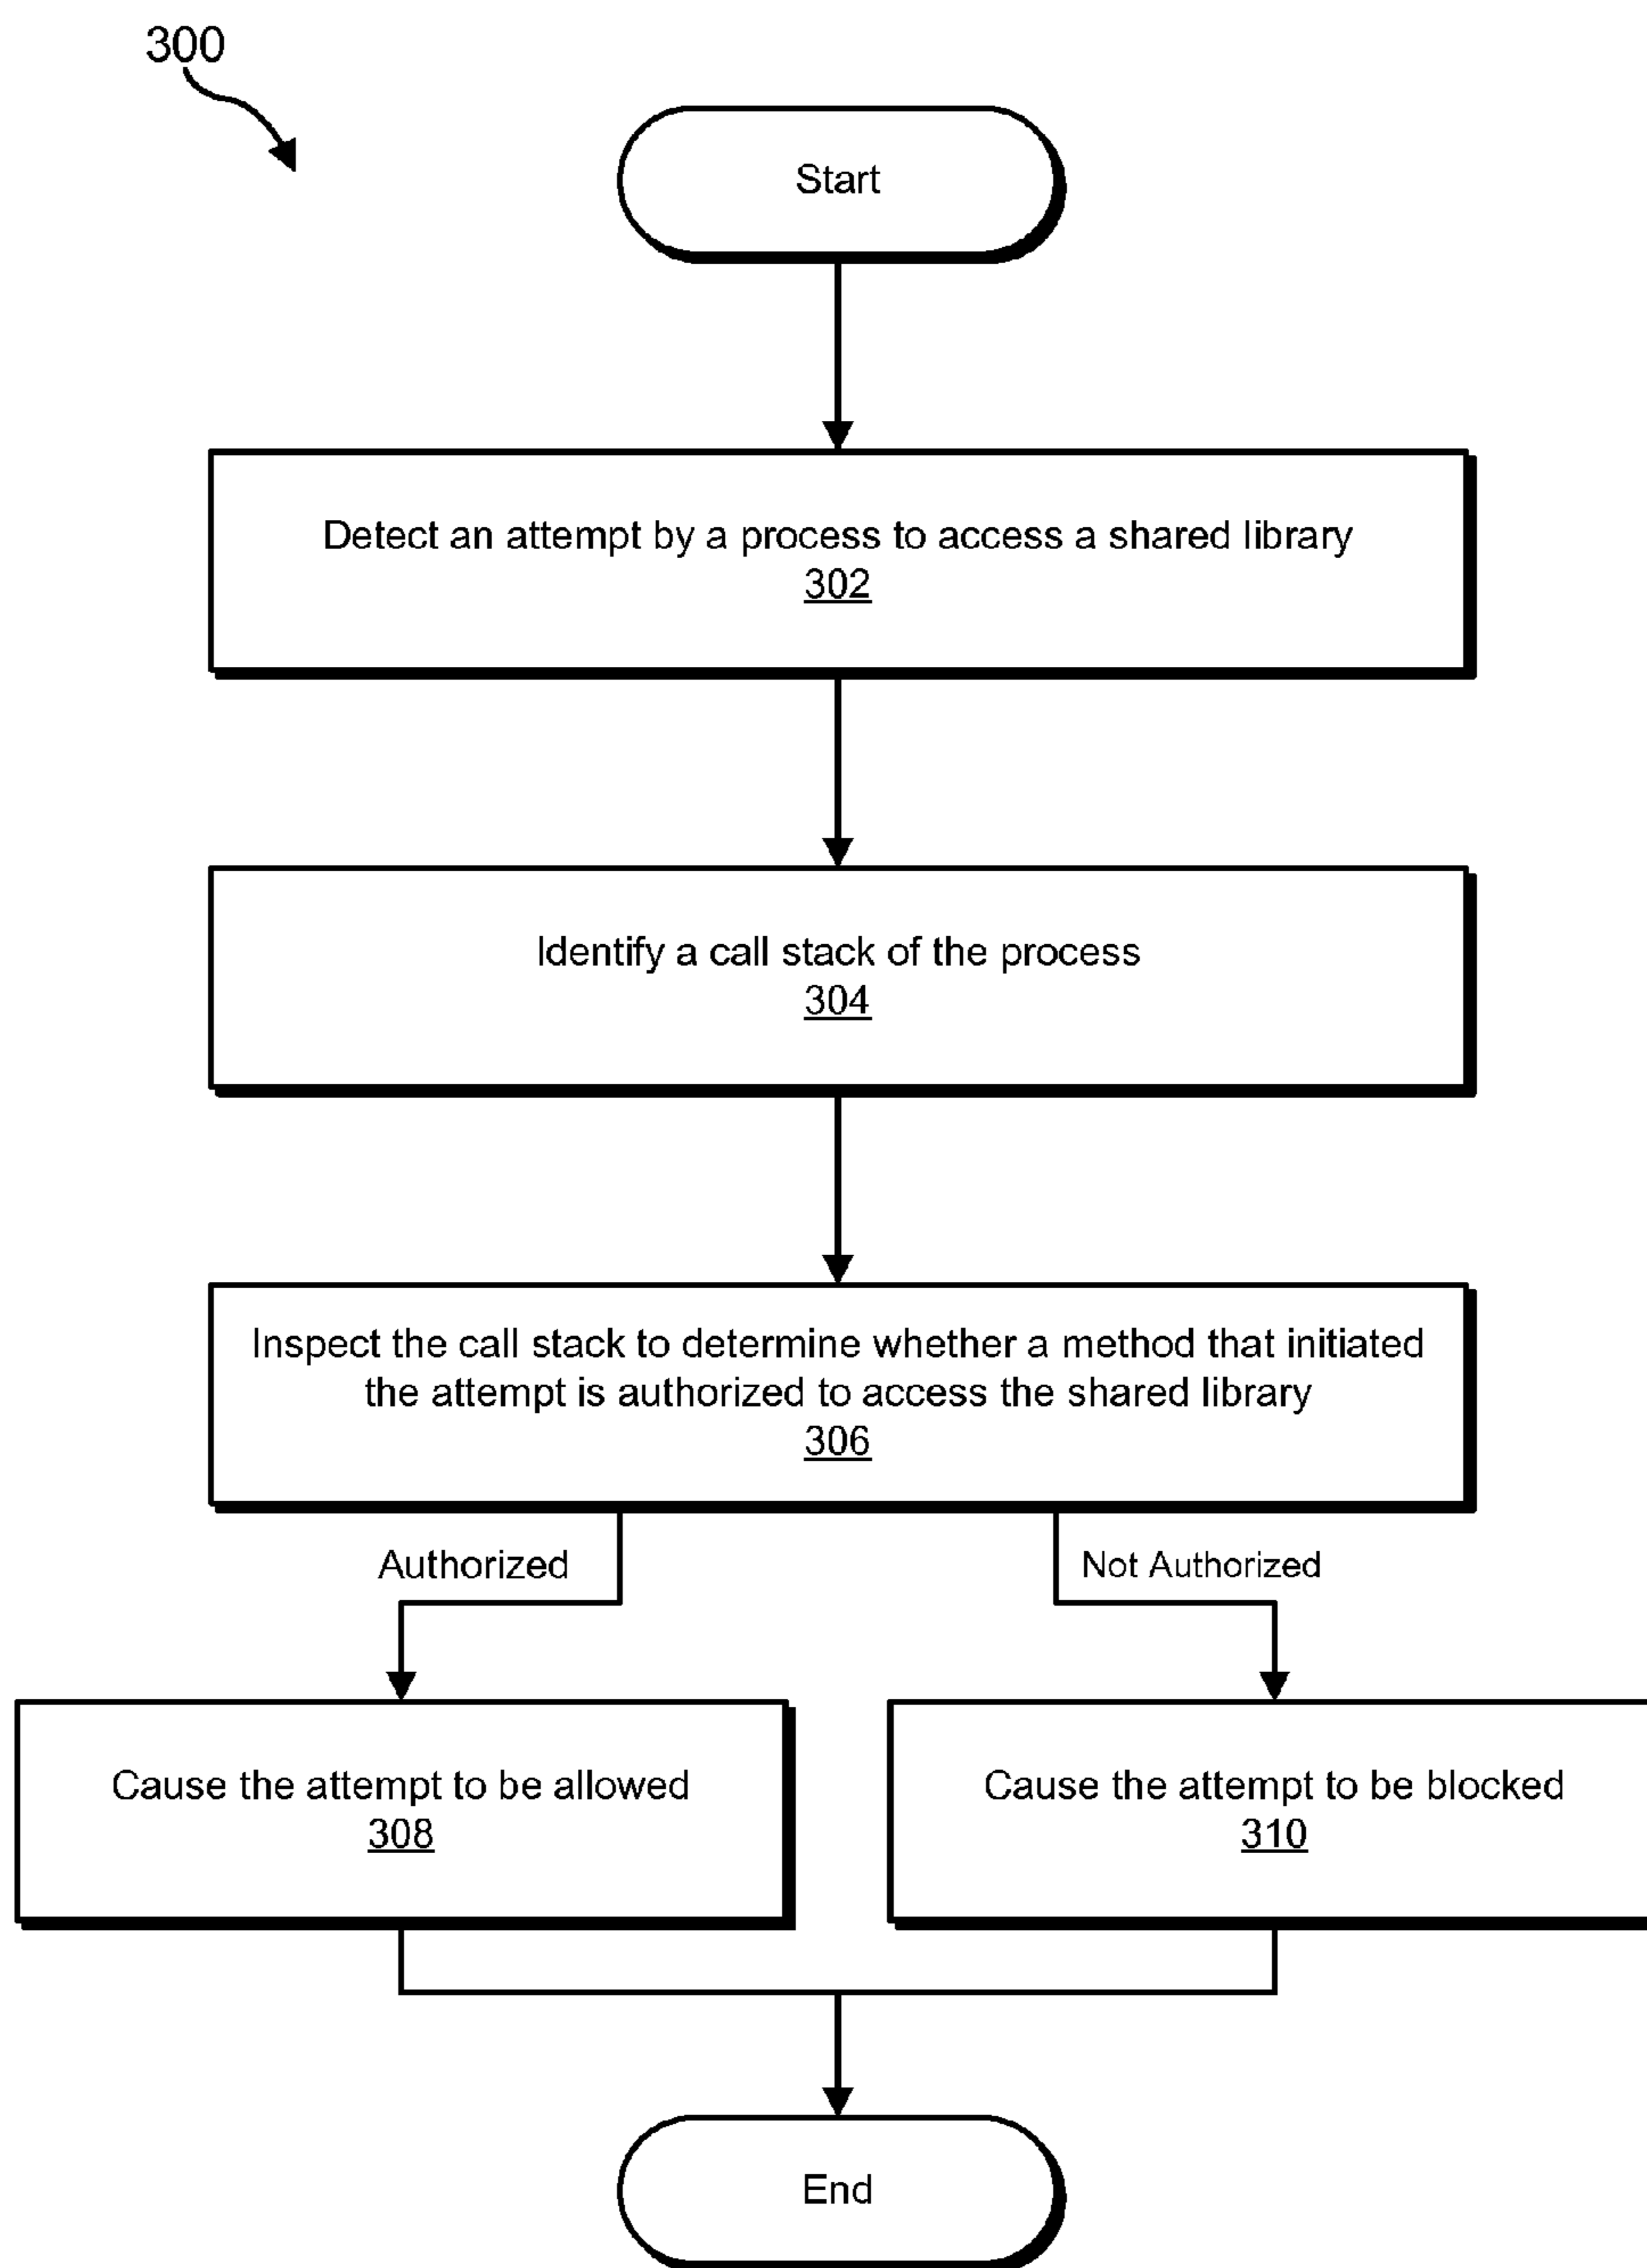 300
Start
Detect an attempt by a process to access a shared library
302
Identify a call stack of the process
304
Inspect the call stack to determine whether a method that initiated
the attempt is authorized to access the shared library
306
Authorized
Not Authorized
Cause the attempt to be allowed
308
Cause the attempt to be blocked
310
End